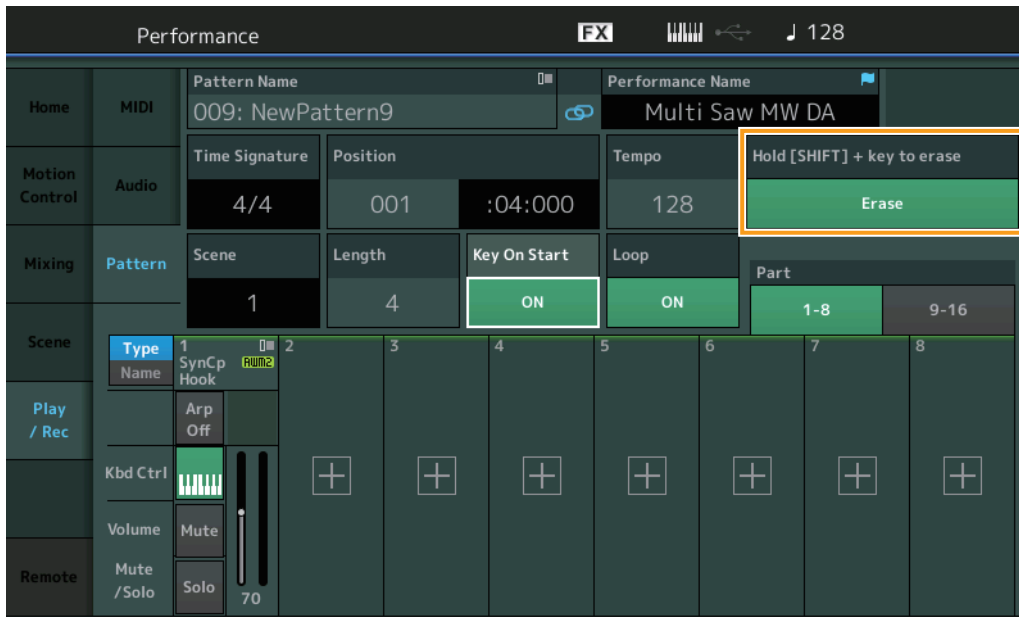 Performance
FX
♩ 128
Home
Motion
Control
Mixing
Scene
Play
/ Rec
Remote
MIDI
Audio
Pattern
Pattern Name
009: NewPattern9
Performance Name
Multi Saw MW DA
Time Signature
4/4
Position
001
:04:000
Tempo
128
Hold [SHIFT] + key to erase
Erase
Scene
1
Length
4
Key On Start
ON
Loop
ON
Part
1-8
9-16
Type
Name
1
SynCp
AWM2
Hook
2
3
4
5
6
7
8
Arp
Off
Kbd Ctrl
Volume
Mute
Mute
/Solo
Solo
70